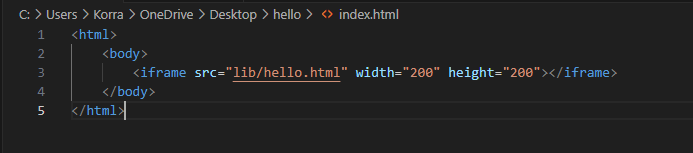 C: > Users > Korra > OneDrive > Desktop > hello > <> index.html
1 <html>
2 <body>
3 <iframe src="lib/hello.html" width="200" height="200"></iframe>
4 </body>
5 </html>